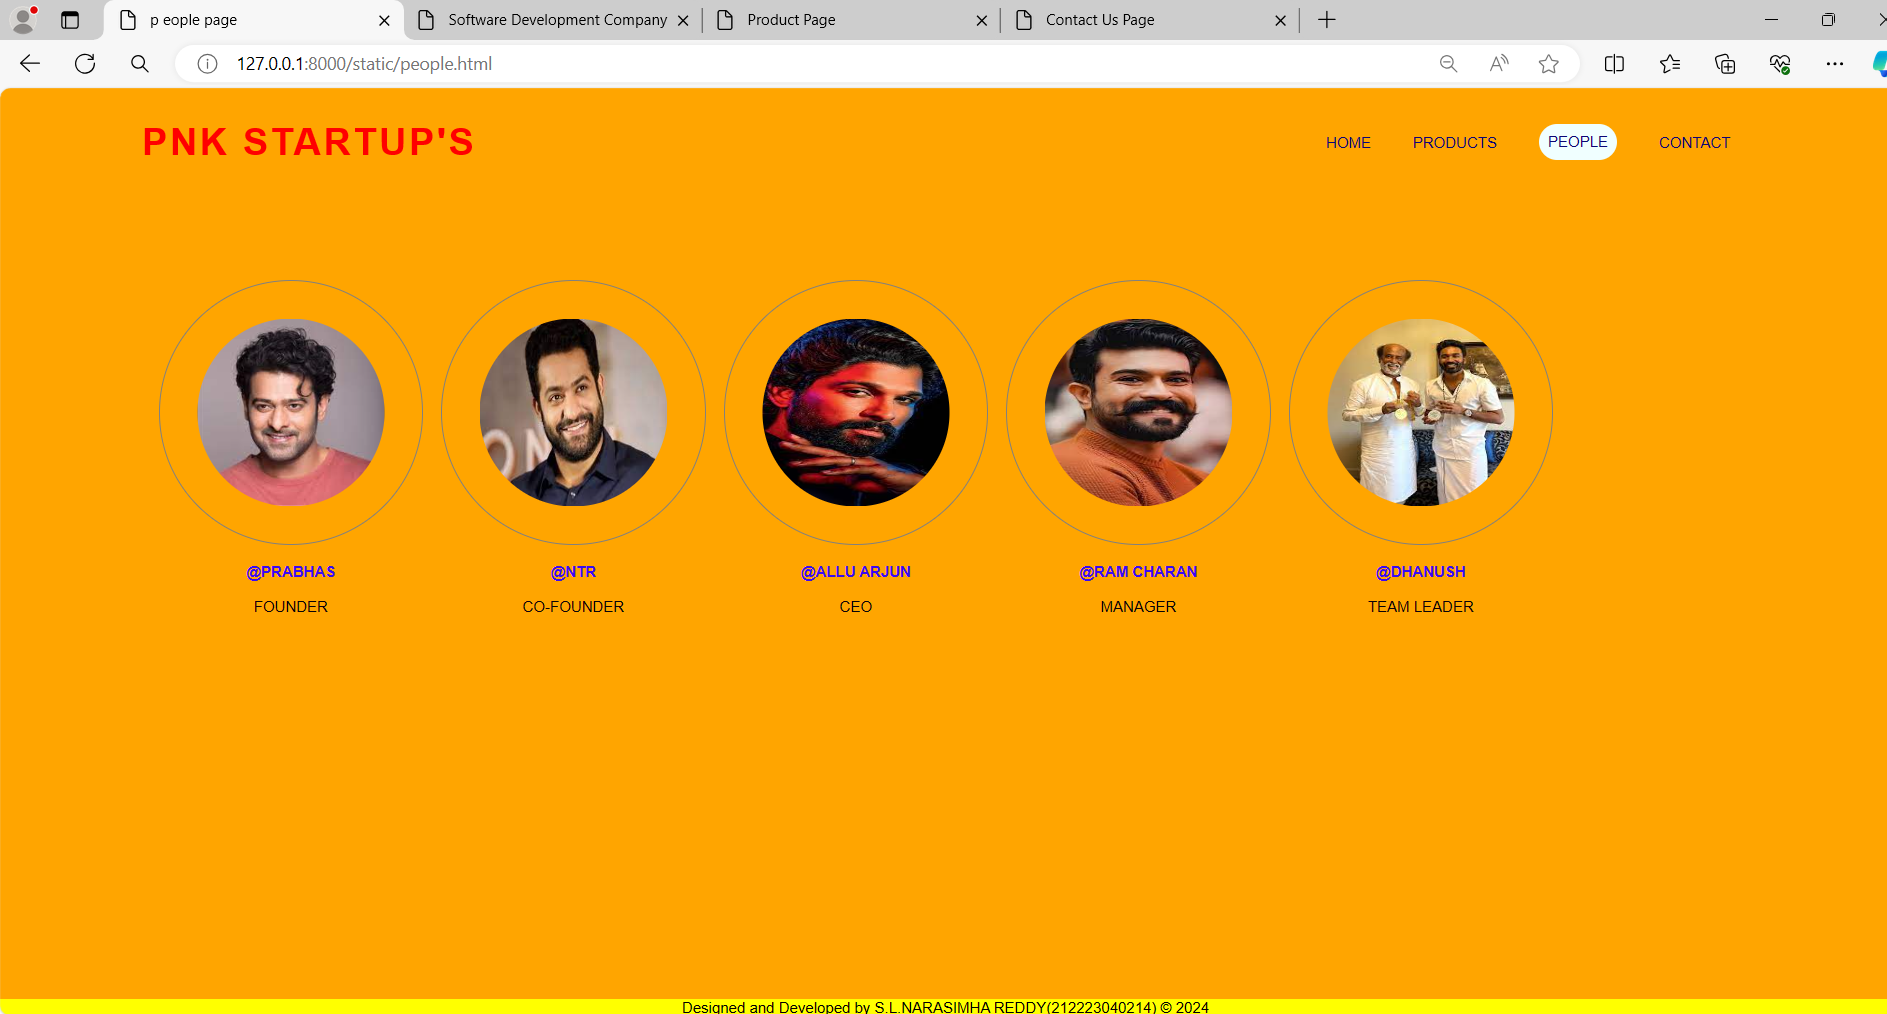 p eople page
Software Development Company
Product Page
Contact Us Page
127.0.0.1:8000/static/people.html
PNK STARTUP'S
HOME
PRODUCTS
PEOPLE
CONTACT
@PRABHAS
@NTR
@ALLU ARJUN
@RAM CHARAN
@DHANUSH
FOUNDER
CO-FOUNDER
CEO
MANAGER
TEAM LEADER
Designed and Developed by S.L.NARASIMHA REDDY(212223040214) © 2024